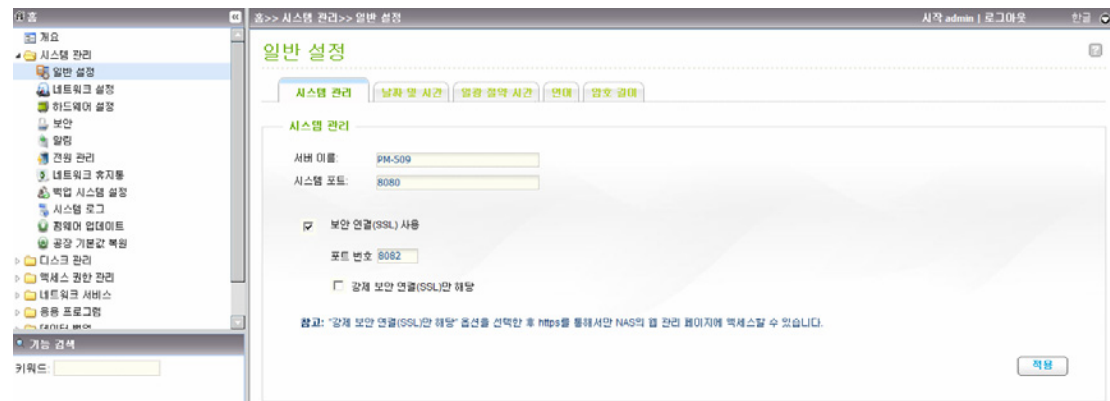 홈
홈>> 시스템 관리>> 일반 설정
시작 admin | 로그아웃
한글
개요
시스템 관리
일반 설정
네트워크 설정
하드웨어 설정
보안
알림
전원 관리
네트워크 휴지통
백업 시스템 설정
시스템 로그
펌웨어 업데이트
공장 기본값 복원
디스크 관리
액세스 권한 관리
네트워크 서비스
응용 프로그램
기능 검색
키워드:
일반 설정
시스템 관리
날짜 및 시간
일광 절약 시간
언어
암호 강도
시스템 관리
서버 이름:
PM-509
시스템 포트:
8080
보안 연결(SSL) 사용
포트 번호 8082
강제 보안 연결(SSL)만 해당
참고: "강제 보안 연결(SSL)만 해당" 옵션을 선택한 후 https를 통해서만 NAS의 웹 관리 페이지에 액세스할 수 있습니다.
적용